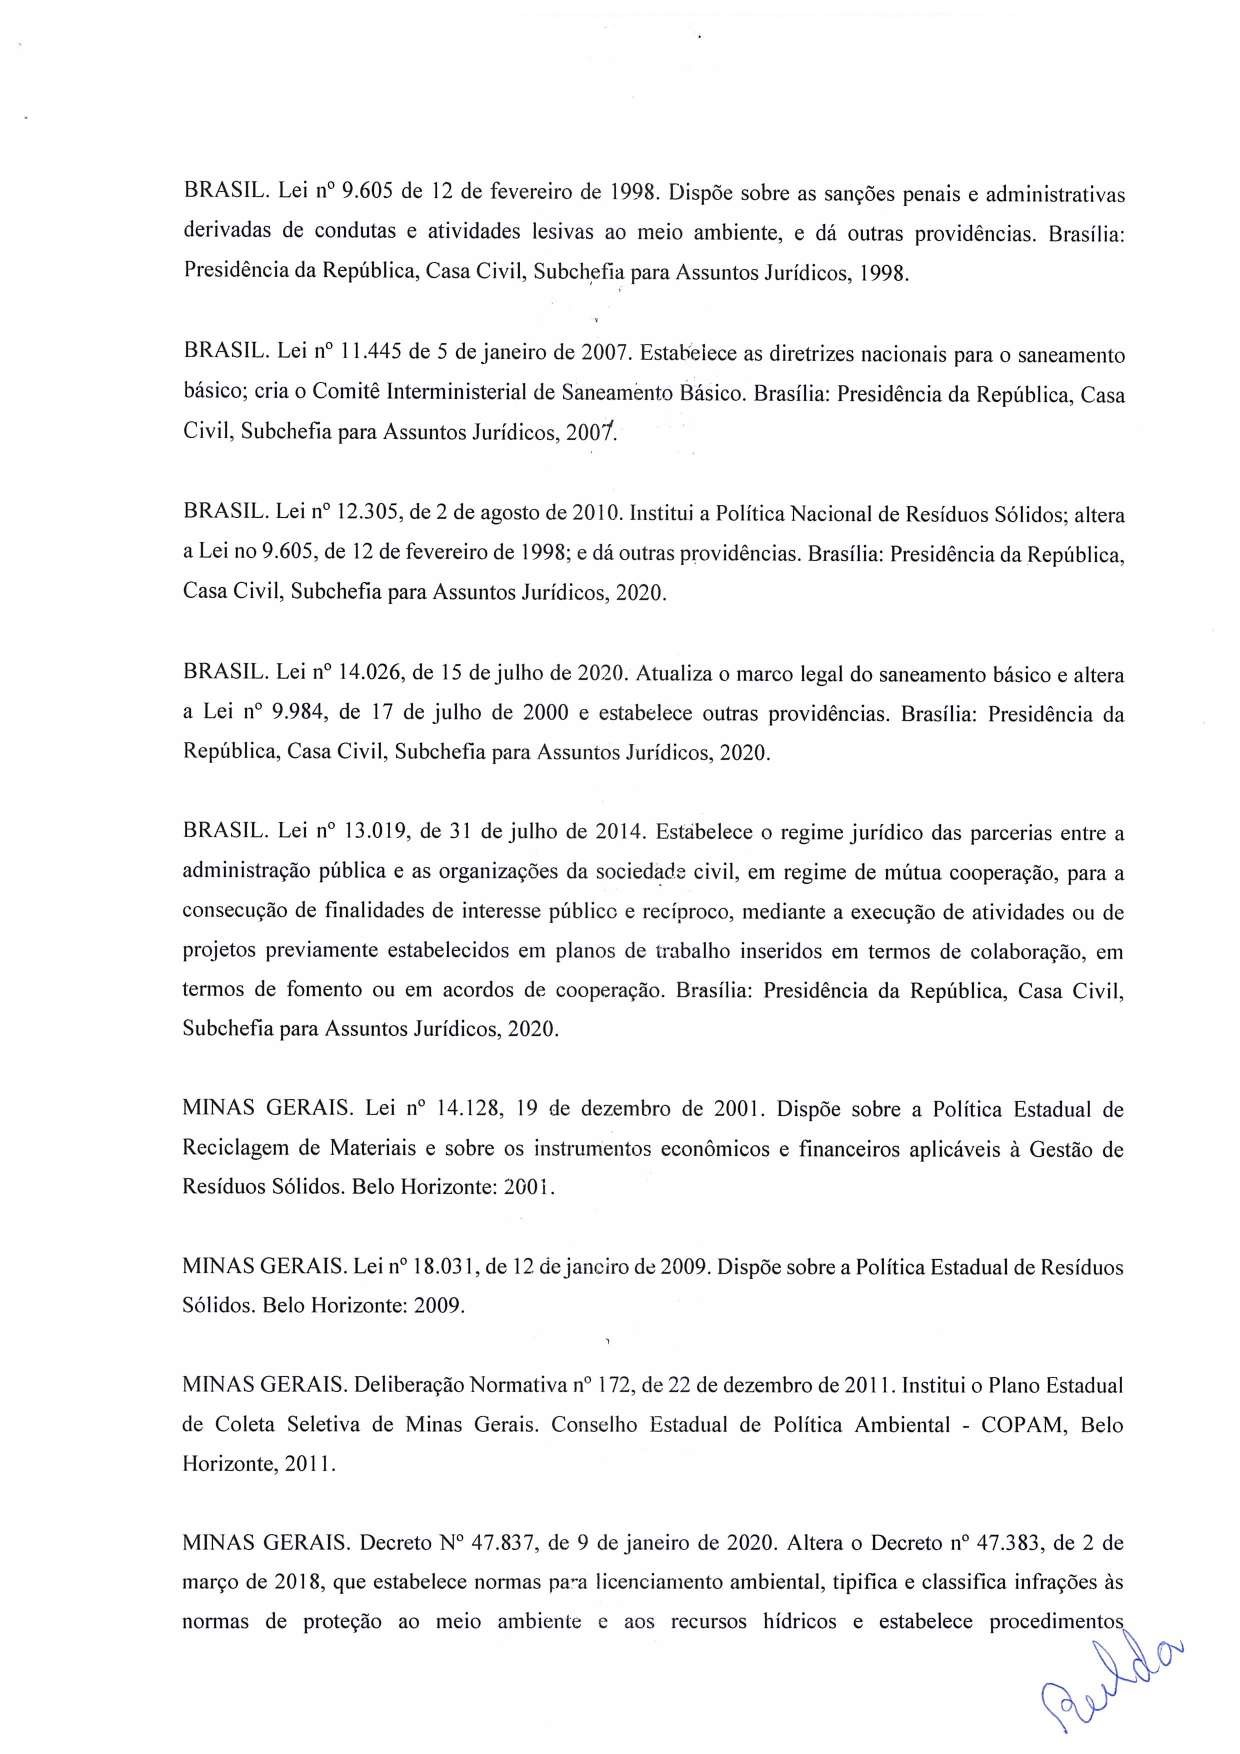 BRASIL. Lei nº 9.605 de 12 de fevereiro de 1998. Dispõe sobre as sanções penais e administrativas
derivadas de condutas e atividades lesivas ao meio ambiente, e dá outras providências. Brasília:
Presidência da República, Casa Civil, Subchefia para Assuntos Jurídicos, 1998.
BRASIL. Lei nº 11.445 de 5 de janeiro de 2007. Estabelece as diretrizes nacionais para o saneamento
básico; cria o Comitê Interministerial de Saneamento Básico. Brasília: Presidência da República, Casa
Civil, Subchefia para Assuntos Jurídicos, 2007.
BRASIL. Lei nº 12.305, de 2 de agosto de 2010. Institui a Política Nacional de Resíduos Sólidos; altera
a Lei no 9.605, de 12 de fevereiro de 1998; e dá outras providências. Brasília: Presidência da República,
Casa Civil, Subchefia para Assuntos Jurídicos, 2020.
BRASIL. Lei nº 14.026, de 15 de julho de 2020. Atualiza o marco legal do saneamento básico e altera
a Lei nº 9.984, de 17 de julho de 2000 e estabelece outras providências. Brasília: Presidência da
República, Casa Civil, Subchefia para Assuntos Jurídicos, 2020.
BRASIL. Lei nº 13.019, de 31 de julho de 2014. Estabelece o regime jurídico das parcerias entre a
administração pública e as organizações da sociedade civil, em regime de mútua cooperação, para a
consecução de finalidades de interesse público e recíproco, mediante a execução de atividades ou de
projetos previamente estabelecidos em planos de trabalho inseridos em termos de colaboração, em
termos de fomento ou em acordos de cooperação. Brasília: Presidência da República, Casa Civil,
Subchefia para Assuntos Jurídicos, 2020.
MINAS GERAIS. Lei nº 14.128, 19 de dezembro de 2001. Dispõe sobre a Política Estadual de
Reciclagem de Materiais e sobre os instrumentos econômicos e financeiros aplicáveis à Gestão de
Resíduos Sólidos. Belo Horizonte: 2001.
MINAS GERAIS. Lei nº 18.031, de 12 de janeiro de 2009. Dispõe sobre a Política Estadual de Resíduos
Sólidos. Belo Horizonte: 2009.
MINAS GERAIS. Deliberação Normativa nº 172, de 22 de dezembro de 2011. Institui o Plano Estadual
de Coleta Seletiva de Minas Gerais. Conselho Estadual de Política Ambiental - COPAM, Belo
Horizonte, 2011.
MINAS GERAIS. Decreto Nº 47.837, de 9 de janeiro de 2020. Altera o Decreto nº 47.383, de 2 de
março de 2018, que estabelece normas para licenciamento ambiental, tipifica e classifica infrações às
normas de proteção ao meio ambiente e aos recursos hídricos e estabelece procedimentos